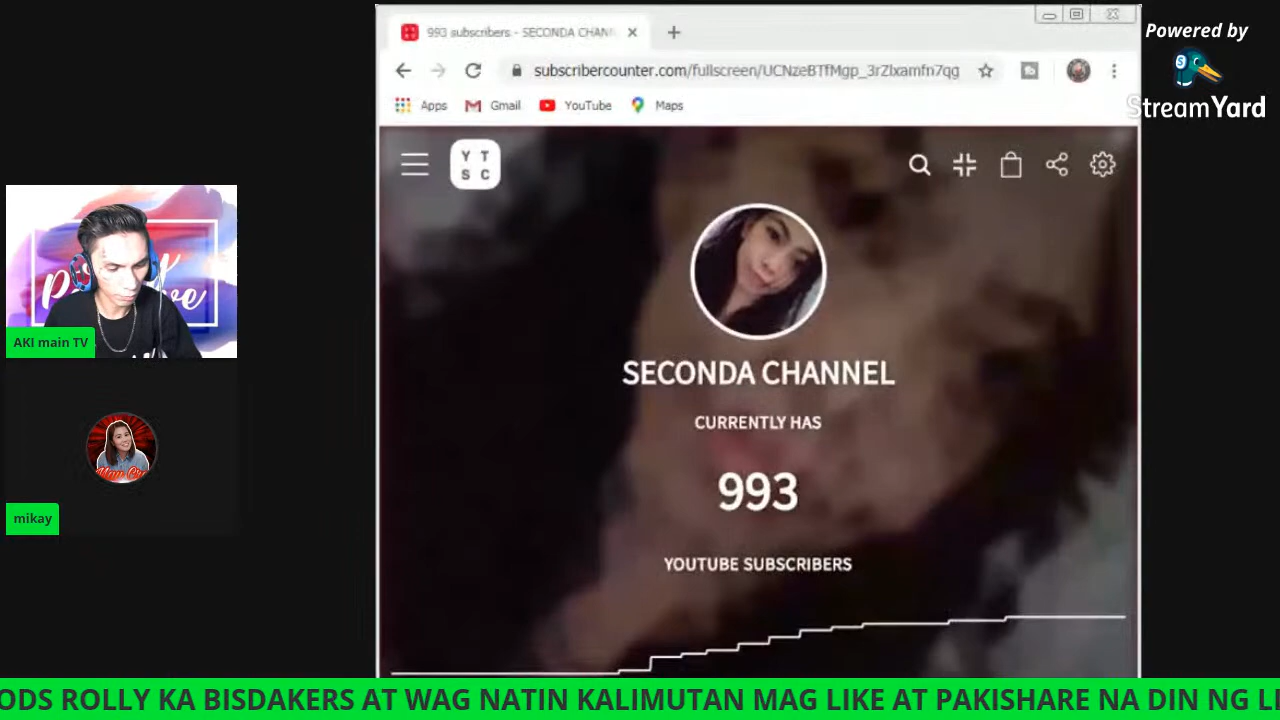 993 subscribers - SECONDA CHAN
subscribercounter.com/fullscreen/UCNzeBTfMgp_3rZlxamfn7qg
Apps Gmail YouTube Maps
Powered by
StreamYard
Y T
S C
SECONDA CHANNEL
CURRENTLY HAS
993
YOUTUBE SUBSCRIBERS
AKI main TV
mikay
ODS ROLLY KA BISDAKERS AT WAG NATIN KALIMUTAN MAG LIKE AT PAKISHARE NA DIN NG LI